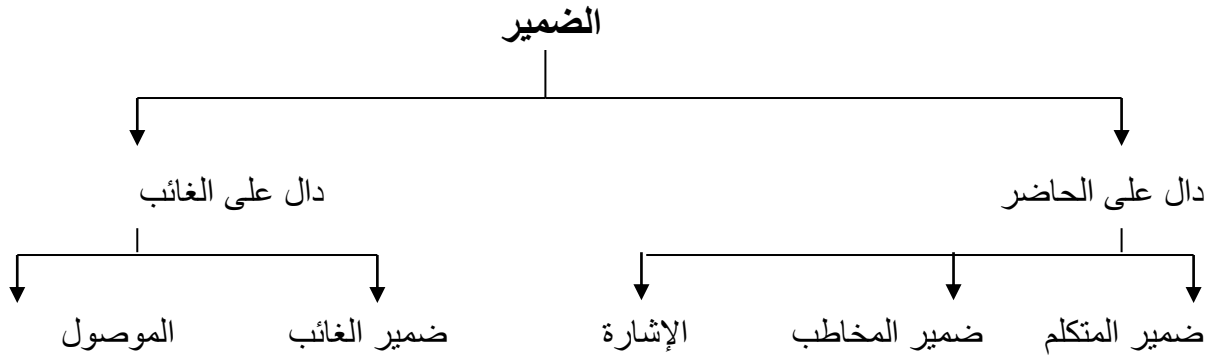 الضمير
دال على الحاضر دال على الغائب
ضمير المتكلم ضمير المخاطب الإشارة ضمير الغائب الموصول